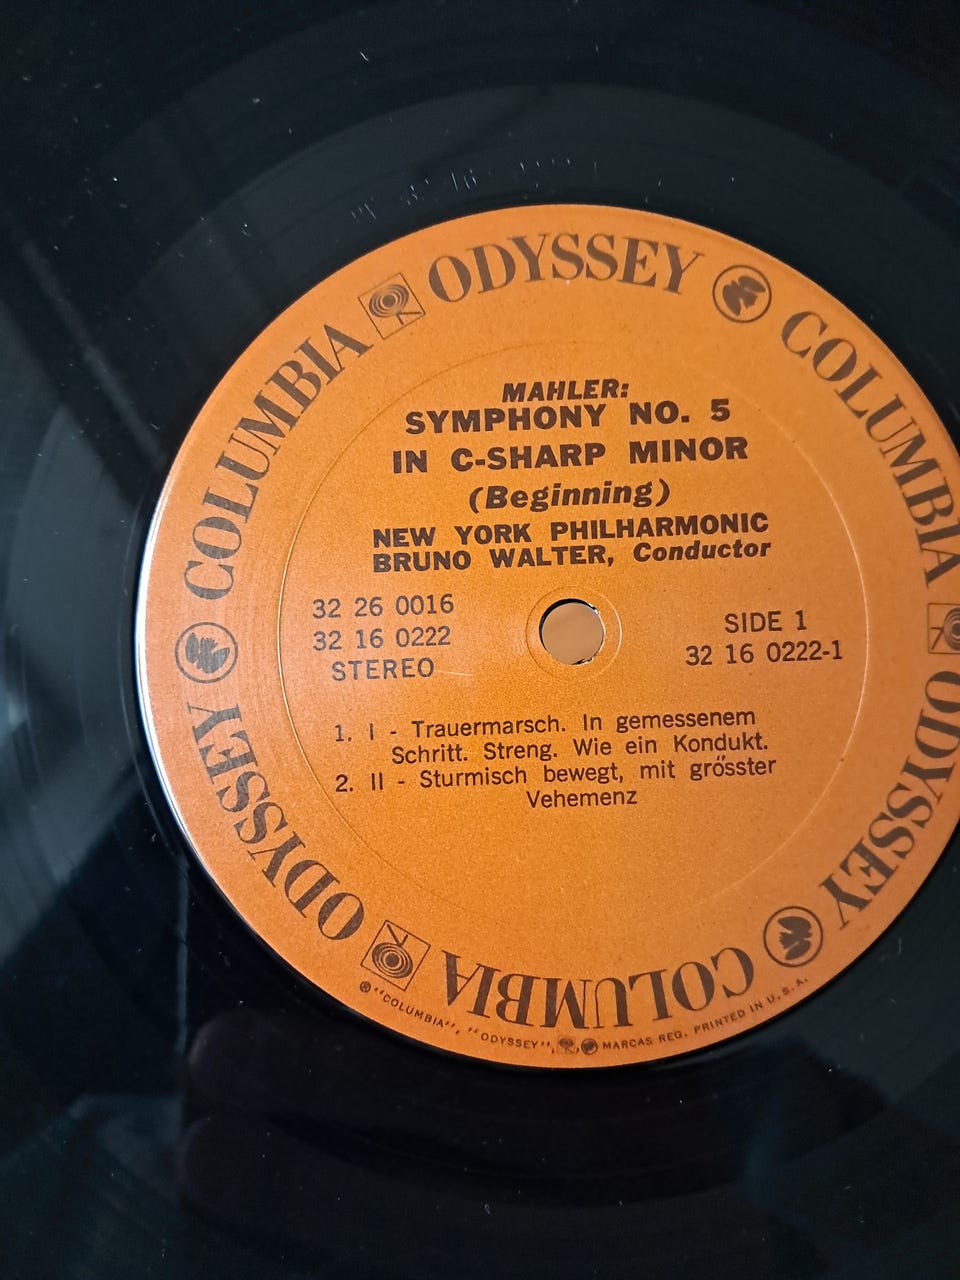 COLUMBIA ODYSSEY COLUMBIA ODYSSEY COLUMBIA ODYSSEY
MAHLER:
SYMPHONY NO. 5
IN C-SHARP MINOR
(Beginning)
NEW YORK PHILHARMONIC
BRUNO WALTER, Conductor
32 26 0016
32 16 0222
STEREO
SIDE 1
32 16 0222-1
1. I - Trauermarsch. In gemessenem
Schritt. Streng. Wie ein Kondukt.
2. II - Sturmisch bewegt, mit grösster
Vehemenz
® "COLUMBIA", "ODYSSEY", MARCAS REG. PRINTED IN U.S.A.